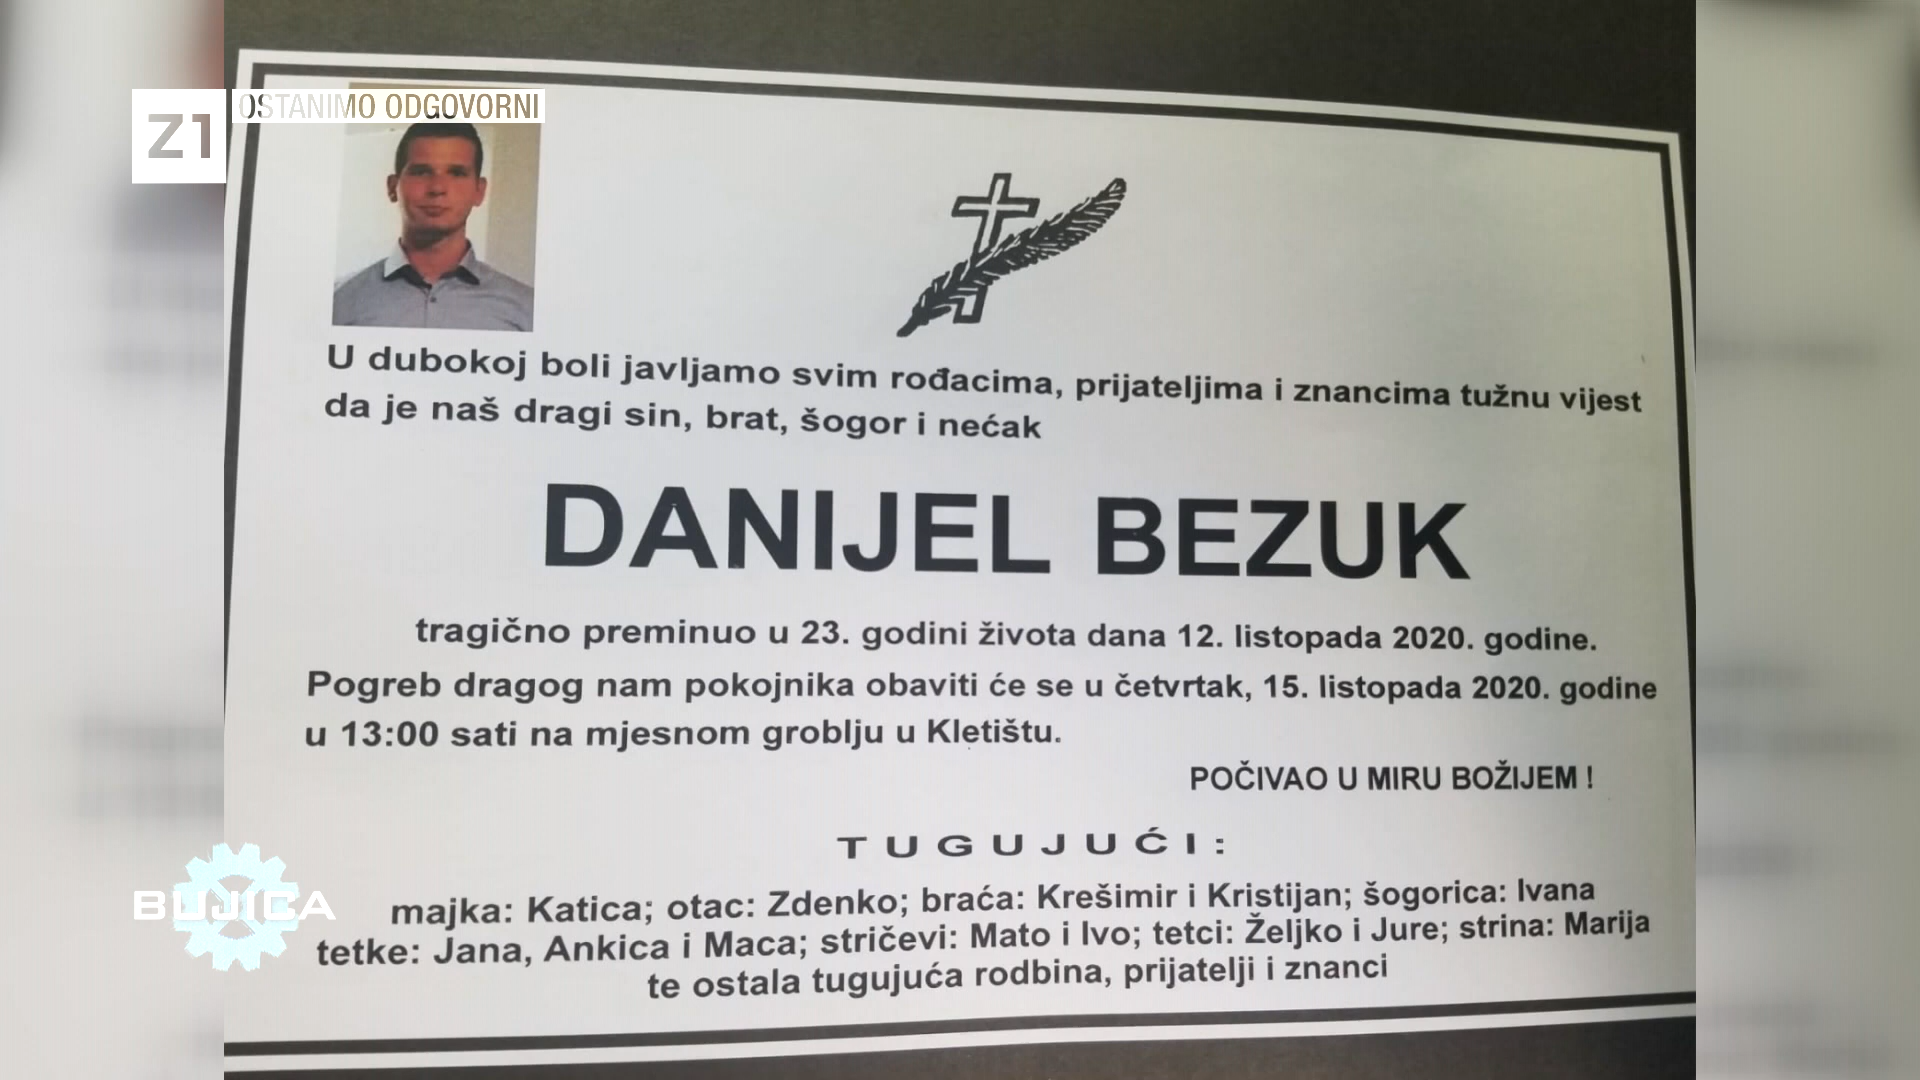 Z1
OSTANIMO ODGOVORNI
U dubokoj boli javljamo svim rođacima, prijateljima i znancima tužnu vijest
da je naš dragi sin, brat, šogor i nećak
DANIJEL BEZUK
tragično preminuo u 23. godini života dana 12. listopada 2020. godine.
Pogreb dragog nam pokojnika obaviti će se u četvrtak, 15. listopada 2020. godine
u 13:00 sati na mjesnom groblju u Kletištu.
POČIVAO U MIRU BOŽIJEM !
T U G U J U Ć I :
majka: Katica; otac: Zdenko; braća: Krešimir i Kristijan; šogorica: Ivana
tetke: Jana, Ankica i Maca; stričevi: Mato i Ivo; tetci: Željko i Jure; strina: Marija
te ostala tugujuća rodbina, prijatelji i znanci
BUJICA